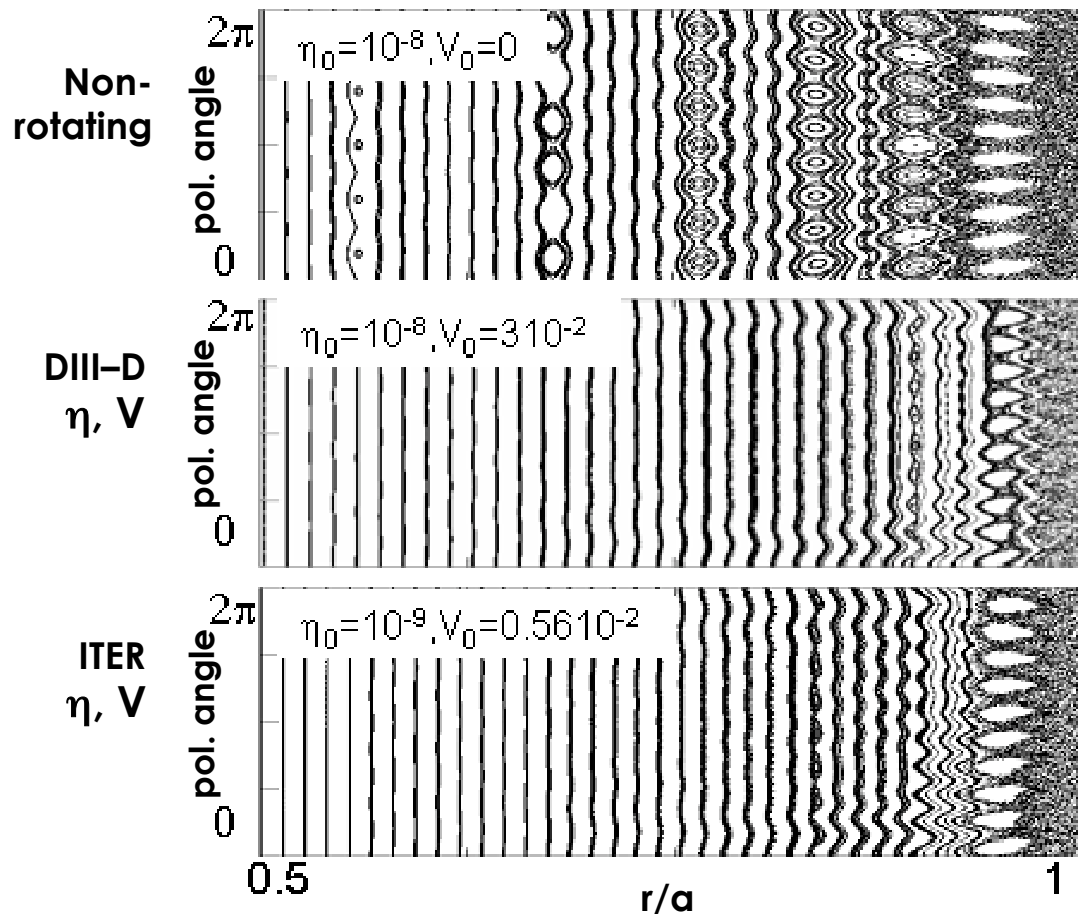 Non-
rotating
pol. angle
2π
0
η₀=10⁻⁸,V₀=0
DIII–D
η, V
pol. angle
2π
0
η₀=10⁻⁸,V₀=310⁻²
ITER
η, V
pol. angle
2π
0
η₀=10⁻⁹,V₀=0.5610⁻²
0.5
r/a
1